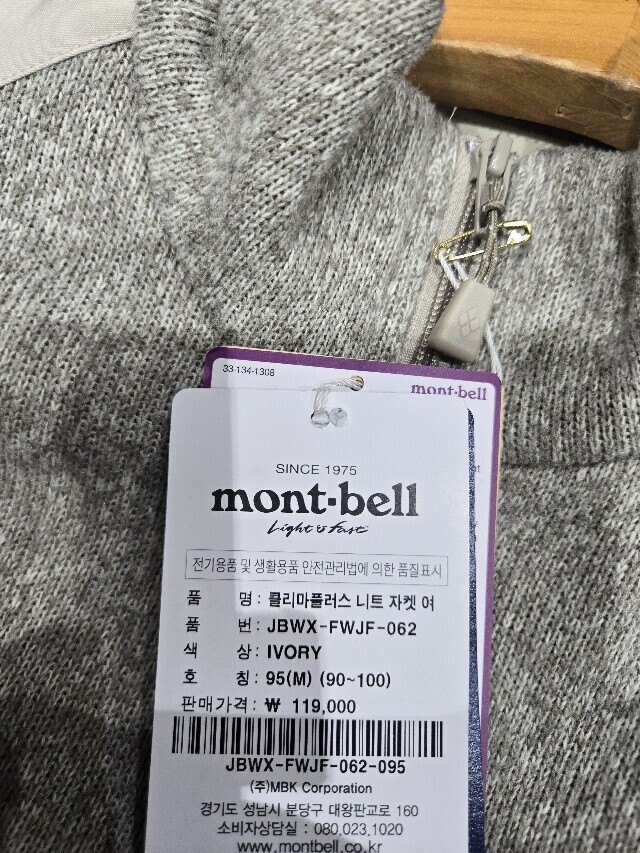 33-134-1308
mont-bell
SINCE 1975
mont-bell
Light & Fast
전기용품 및 생활용품 안전관리법에 의한 품질표시
품 명 : 클리마플러스 니트 자켓 여
품 번 : JBWX-FWJF-062
색 상 : IVORY
호 칭 : 95(M) (90~100)
판매가격 : ₩ 119,000
JBWX-FWJF-062-095
(주)MBK Corporation
경기도 성남시 분당구 대왕판교로 160
소비자상담실 : 080.023.1020
www.montbell.co.kr